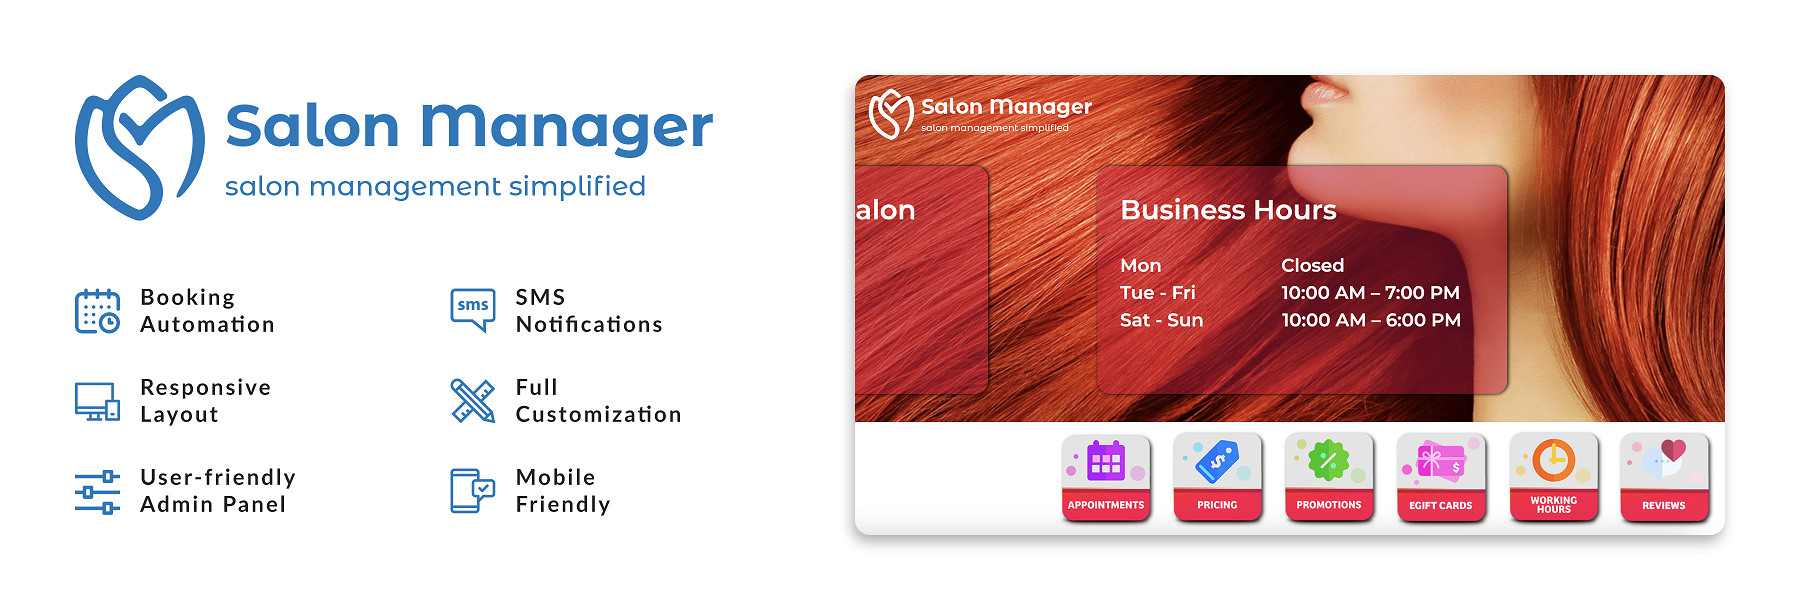 Salon Manager
salon management simplified
Booking
Automation
SMS
Notifications
Responsive
Layout
Full
Customization
User-friendly
Admin Panel
Mobile
Friendly
sms
Salon Manager
salon management simplified
alon
Business Hours
Mon Closed
Tue - Fri 10:00 AM – 7:00 PM
Sat - Sun 10:00 AM – 6:00 PM
$
%
$
APPOINTMENTS
PRICING
PROMOTIONS
EGIFT CARDS
WORKING
HOURS
REVIEWS